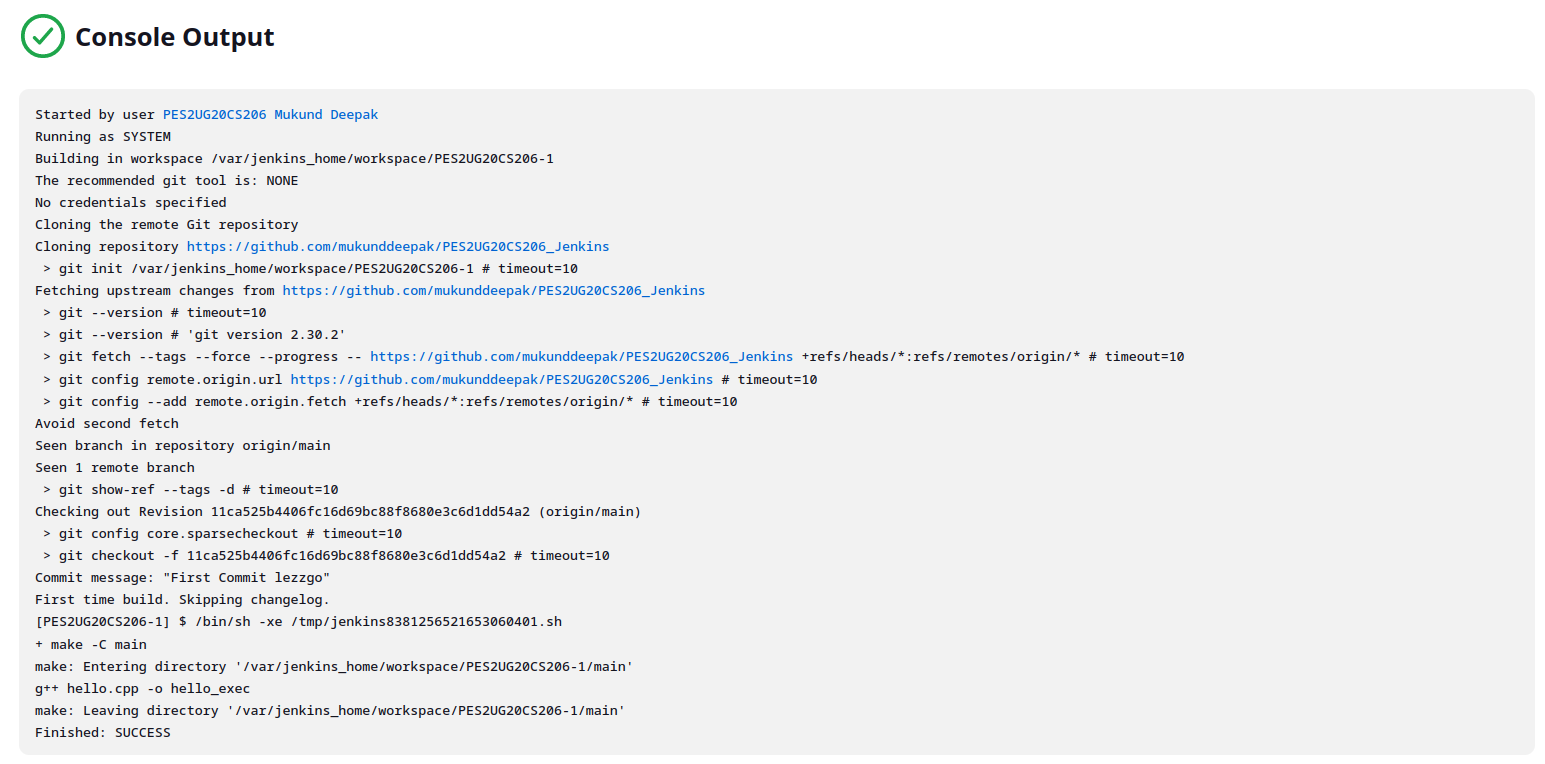 Console Output
Started by user PES2UG20CS206 Mukund Deepak
Running as SYSTEM
Building in workspace /var/jenkins_home/workspace/PES2UG20CS206-1
The recommended git tool is: NONE
No credentials specified
Cloning the remote Git repository
Cloning repository https://github.com/mukunddeepak/PES2UG20CS206_Jenkins
 > git init /var/jenkins_home/workspace/PES2UG20CS206-1 # timeout=10
Fetching upstream changes from https://github.com/mukunddeepak/PES2UG20CS206_Jenkins
 > git --version # timeout=10
 > git --version # 'git version 2.30.2'
 > git fetch --tags --force --progress -- https://github.com/mukunddeepak/PES2UG20CS206_Jenkins +refs/heads/*:refs/remotes/origin/* # timeout=10
 > git config remote.origin.url https://github.com/mukunddeepak/PES2UG20CS206_Jenkins # timeout=10
 > git config --add remote.origin.fetch +refs/heads/*:refs/remotes/origin/* # timeout=10
Avoid second fetch
Seen branch in repository origin/main
Seen 1 remote branch
 > git show-ref --tags -d # timeout=10
Checking out Revision 11ca525b4406fc16d69bc88f8680e3c6d1dd54a2 (origin/main)
 > git config core.sparsecheckout # timeout=10
 > git checkout -f 11ca525b4406fc16d69bc88f8680e3c6d1dd54a2 # timeout=10
Commit message: "First Commit lezzgo"
First time build. Skipping changelog.
[PES2UG20CS206-1] $ /bin/sh -xe /tmp/jenkins8381256521653060401.sh
+ make -C main
make: Entering directory '/var/jenkins_home/workspace/PES2UG20CS206-1/main'
g++ hello.cpp -o hello_exec
make: Leaving directory '/var/jenkins_home/workspace/PES2UG20CS206-1/main'
Finished: SUCCESS